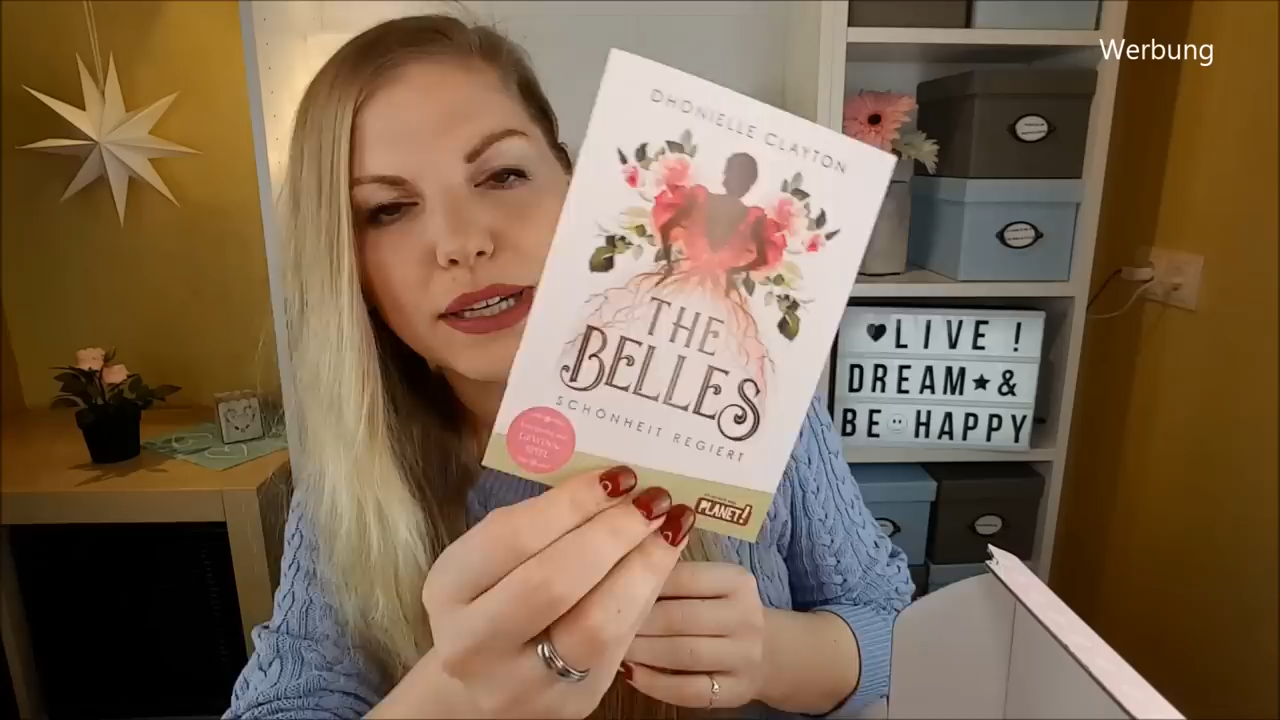 Werbung
DHONIELLE CLAYTON
THE
BELLES
SCHÖNHEIT REGIERT
PLANET!
LIVE !
DREAM★&
BE HAPPY